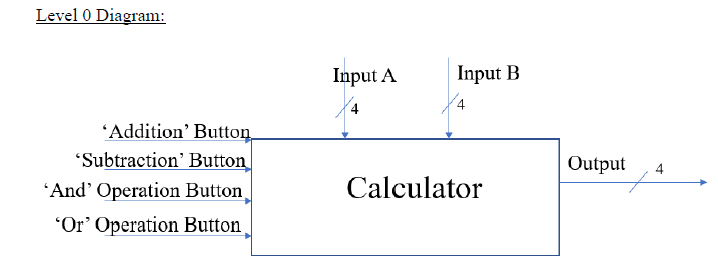 Level 0 Diagram:
Input A
Input B
4
4
‘Addition’ Button
‘Subtraction’ Button
‘And’ Operation Button
‘Or’ Operation Button
Calculator
Output
4